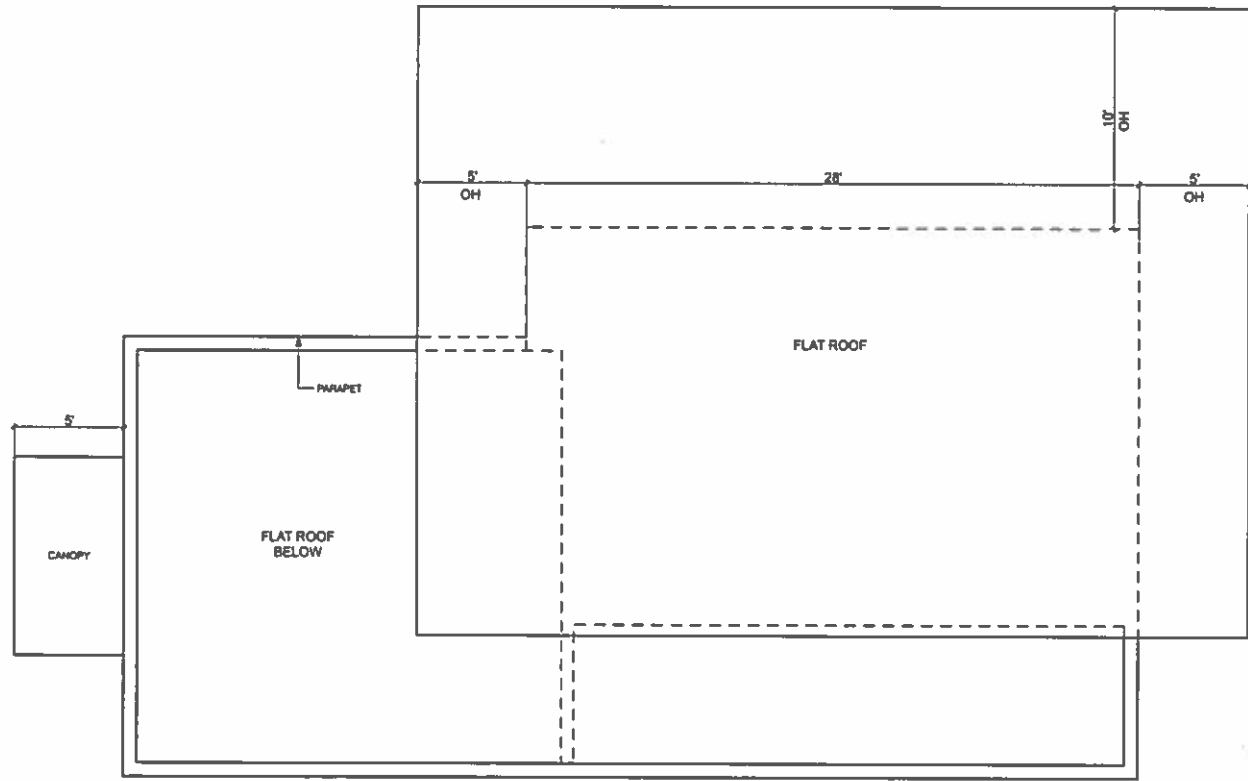 10'
OH
5'
OH
28'
5'
OH
FLAT ROOF
PARAPET
5'
FLAT ROOF
BELOW
CANOPY